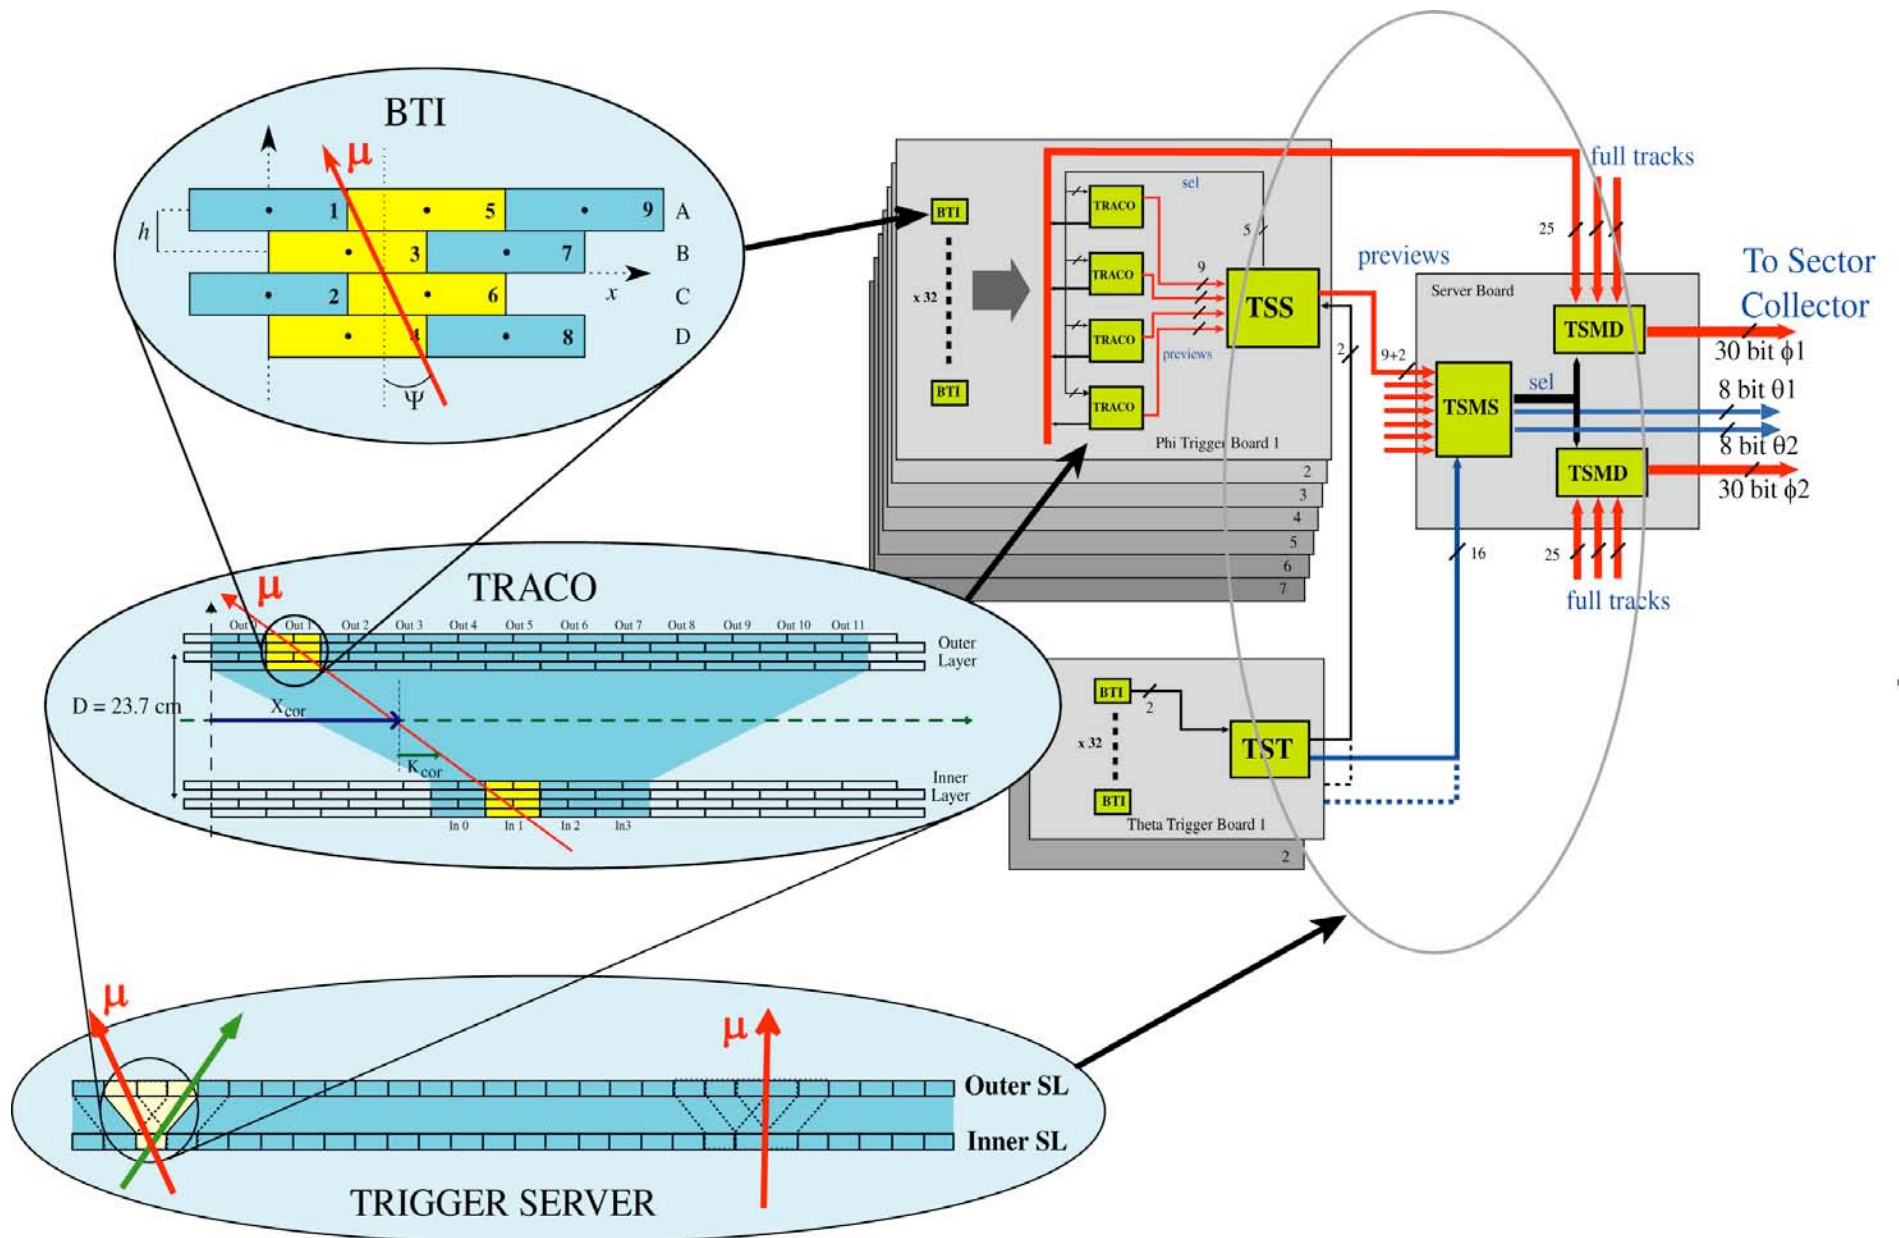 BTI
μ
1 5 9 A
h
3 7 B
x
2 6 C
4 8 D
Ψ
TRACO
μ
Out 1 Out 2 Out 3 Out 4 Out 5 Out 6 Out 7 Out 8 Out 9 Out 10 Out 11
Outer
Layer
D = 23.7 cm
Xcor
Kcor
Inner
Layer
In 0 In 1 In 2 In3
μ
μ
Outer SL
Inner SL
TRIGGER SERVER
BTI
x 32
BTI
sel
TRACO
TRACO
TRACO
TRACO
5
9
previews
TSS
Phi Trigger Board 1
2
3
4
5
6
7
2
BTI
2
x 32
BTI
TST
Theta Trigger Board 1
2
full tracks
25
previews
Server Board
TSMD
9+2
TSMS
sel
TSMD
16
25
full tracks
To Sector
Collector
30 bit ϕ1
8 bit θ1
8 bit θ2
30 bit ϕ2